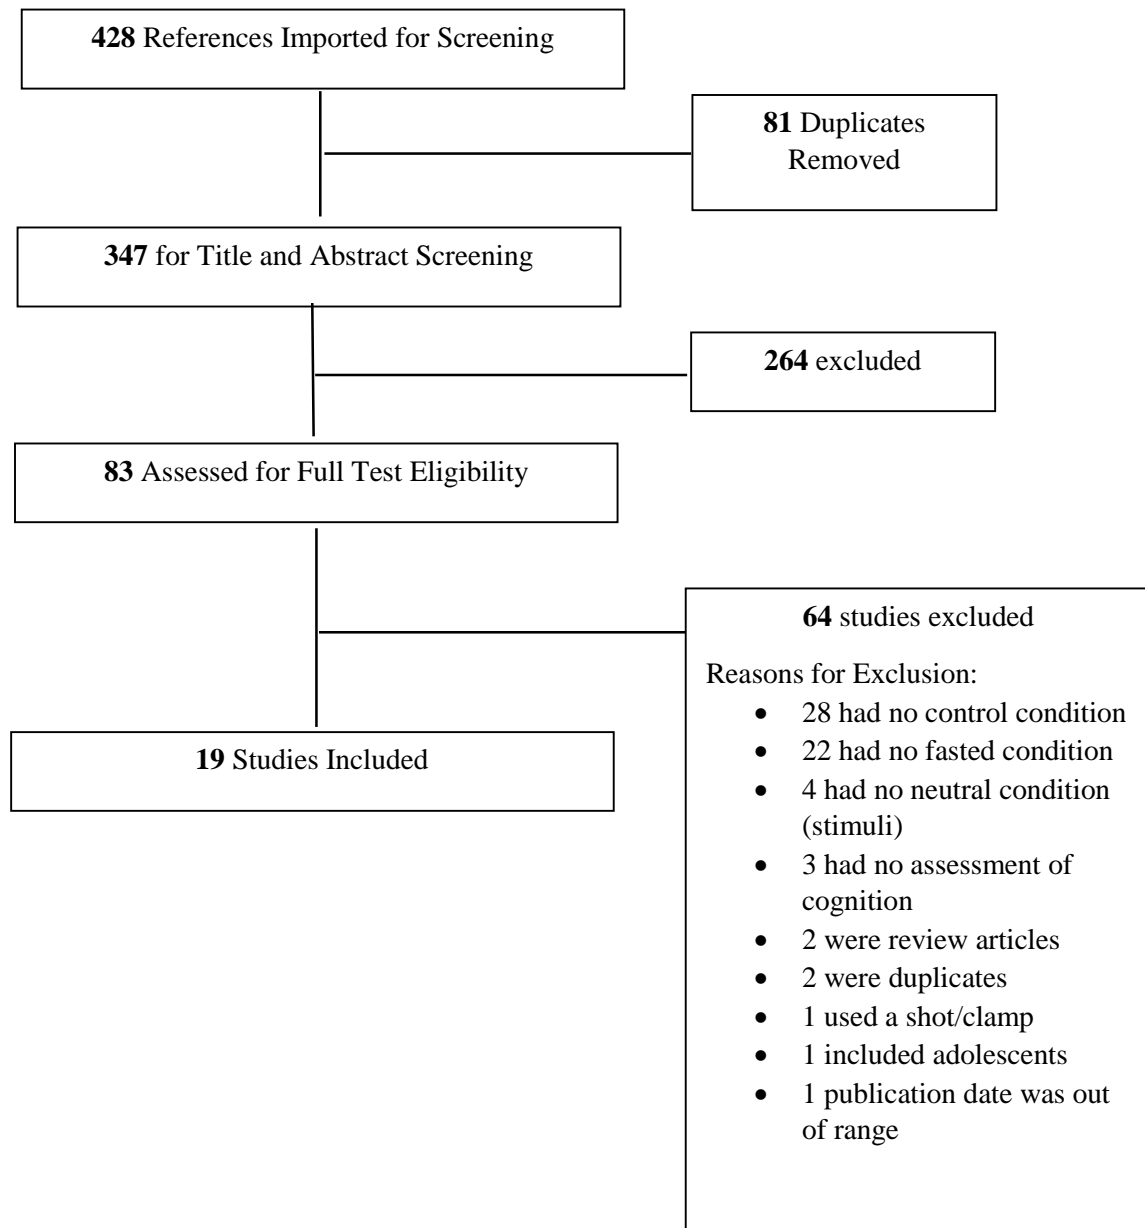 428 References Imported for Screening
81 Duplicates
Removed
347 for Title and Abstract Screening
264 excluded
83 Assessed for Full Test Eligibility
64 studies excluded
Reasons for Exclusion:
• 28 had no control condition
• 22 had no fasted condition
• 4 had no neutral condition
(stimuli)
• 3 had no assessment of
cognition
• 2 were review articles
• 2 were duplicates
• 1 used a shot/clamp
• 1 included adolescents
• 1 publication date was out
of range
19 Studies Included